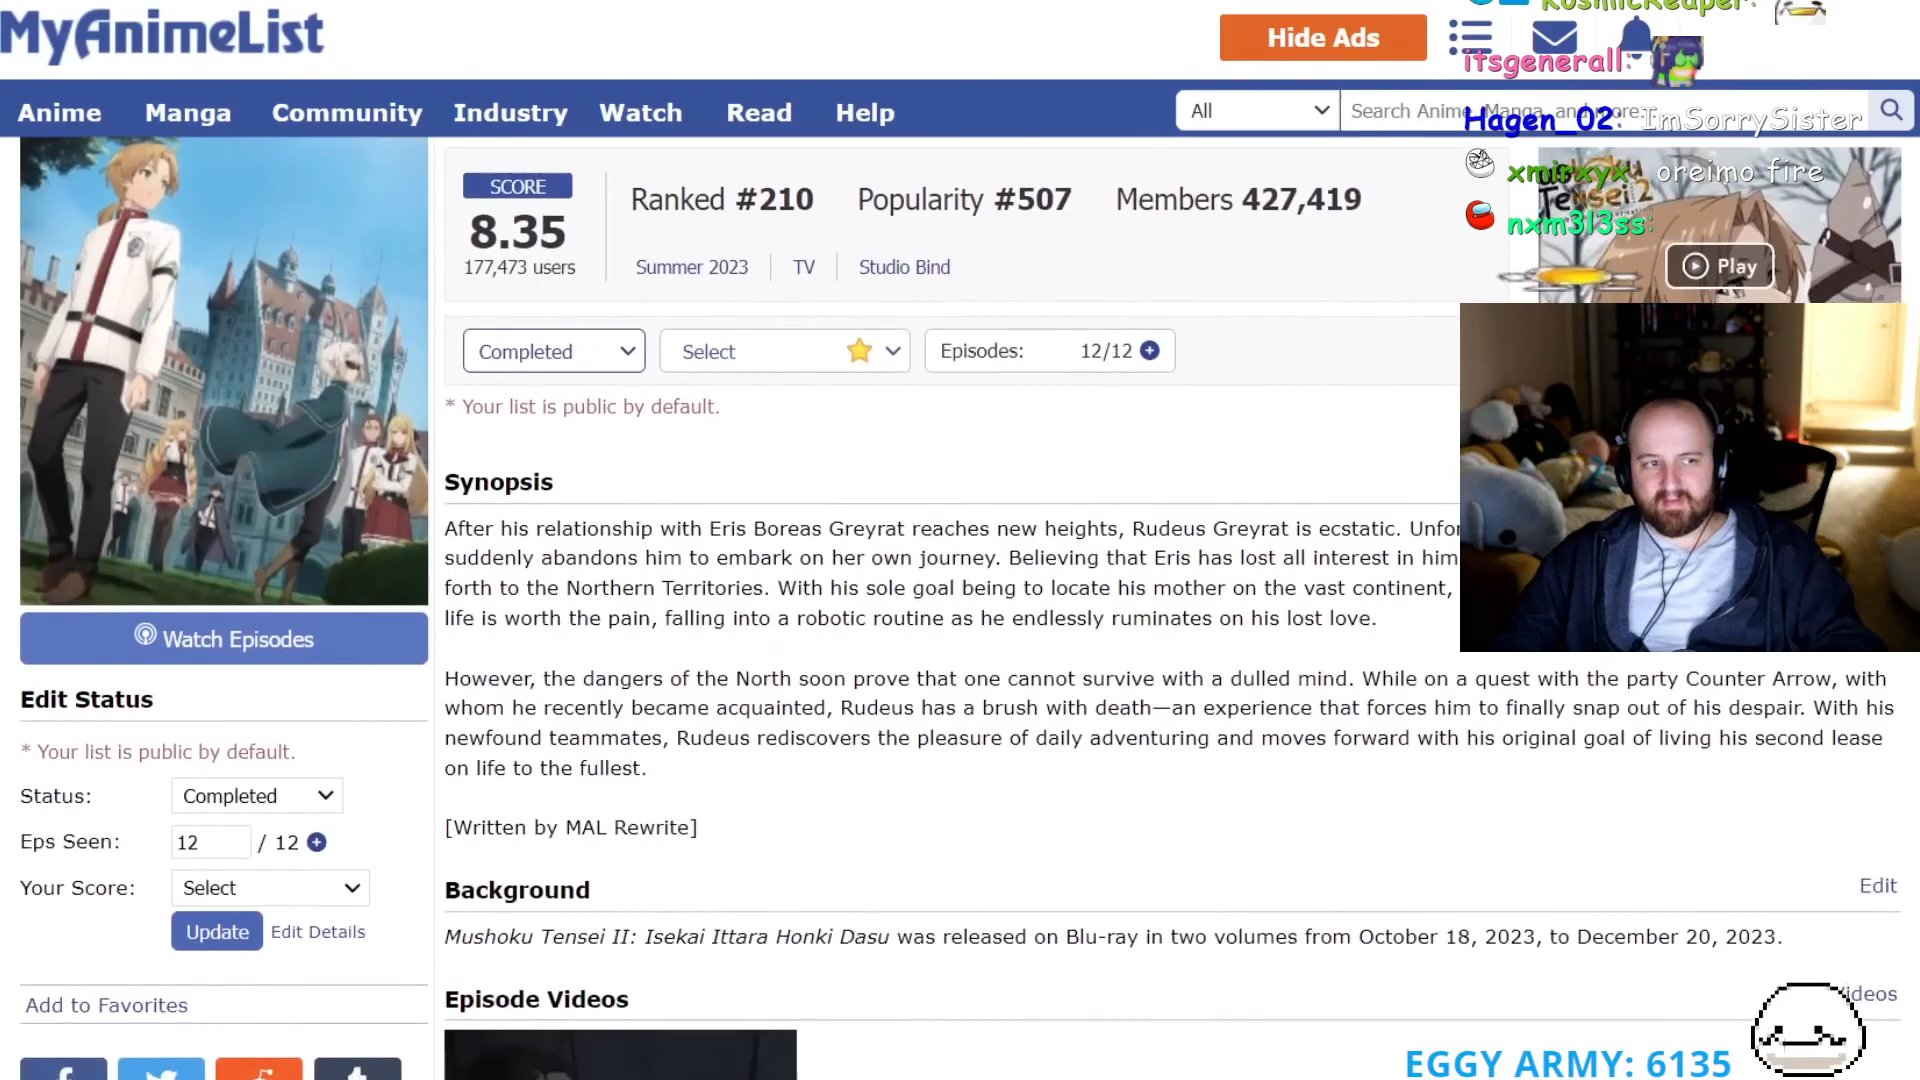 MyAnimeList
Hide Ads
KosmicReaper:
itsgenerall:
Anime Manga Community Industry Watch Read Help
All
Search Anime, Manga, and more
Hagen_02: ImSorrySister
xmirxyx oreimo fire
nxm3l3ss:
Tensei 2
Play
SCORE
8.35
177,473 users
Ranked #210 Popularity #507 Members 427,419
Summer 2023 TV Studio Bind
Completed Select Episodes: 12/12
* Your list is public by default.
Synopsis
After his relationship with Eris Boreas Greyrat reaches new heights, Rudeus Greyrat is ecstatic. Unfor
suddenly abandons him to embark on her own journey. Believing that Eris has lost all interest in him
forth to the Northern Territories. With his sole goal being to locate his mother on the vast continent,
life is worth the pain, falling into a robotic routine as he endlessly ruminates on his lost love.
However, the dangers of the North soon prove that one cannot survive with a dulled mind. While on a quest with the party Counter Arrow, with
whom he recently became acquainted, Rudeus has a brush with death—an experience that forces him to finally snap out of his despair. With his
newfound teammates, Rudeus rediscovers the pleasure of daily adventuring and moves forward with his original goal of living his second lease
on life to the fullest.
[Written by MAL Rewrite]
Background
Edit
Mushoku Tensei II: Isekai Ittara Honki Dasu was released on Blu-ray in two volumes from October 18, 2023, to December 20, 2023.
Episode Videos
Videos
Watch Episodes
Edit Status
* Your list is public by default.
Status: Completed
Eps Seen: 12 / 12
Your Score: Select
Update Edit Details
Add to Favorites
EGGY ARMY: 6135